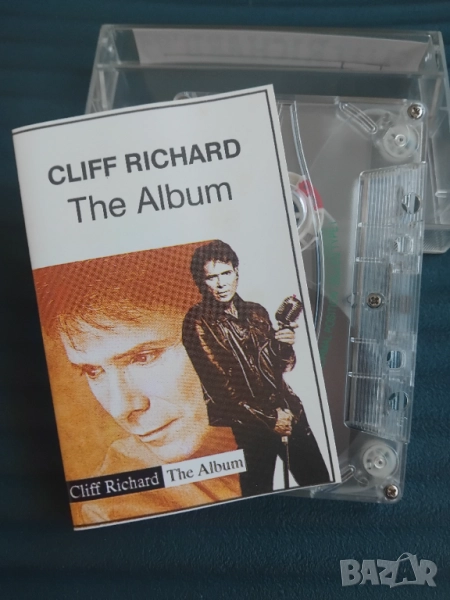 CLIFF RICHARD
The Album
Cliff Richard The Album
BAZAR